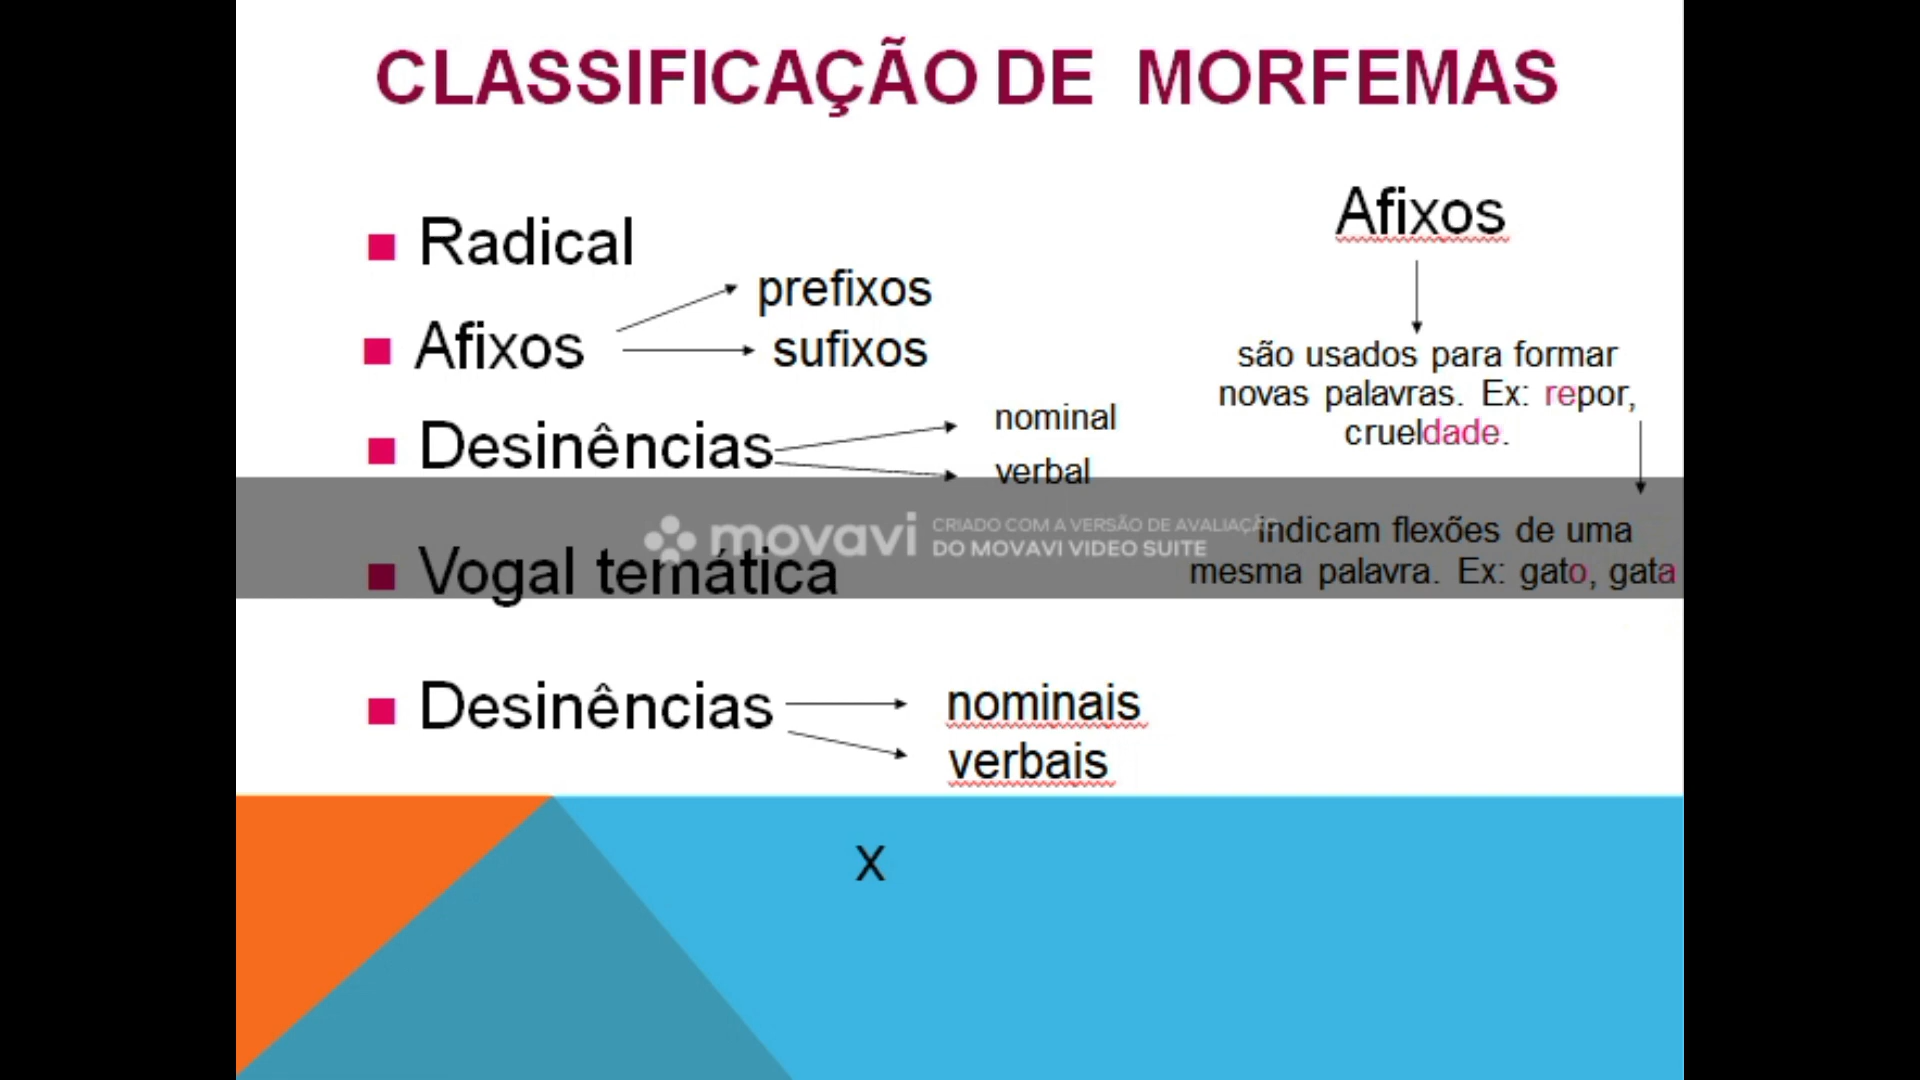 CLASSIFICAÇÃO DE MORFEMAS
Radical
Afixos
prefixos
sufixos
Desinências
nominal
verbal
Vogal temática
Desinências
nominais
verbais
Afixos
são usados para formar
novas palavras. Ex: repor,
crueldade.
indicam flexões de uma
mesma palavra. Ex: gato, gata
movavi
CRIADO COM A VERSÃO DE AVALIAÇÃO
DO MOVAVI VIDEO SUITE
X